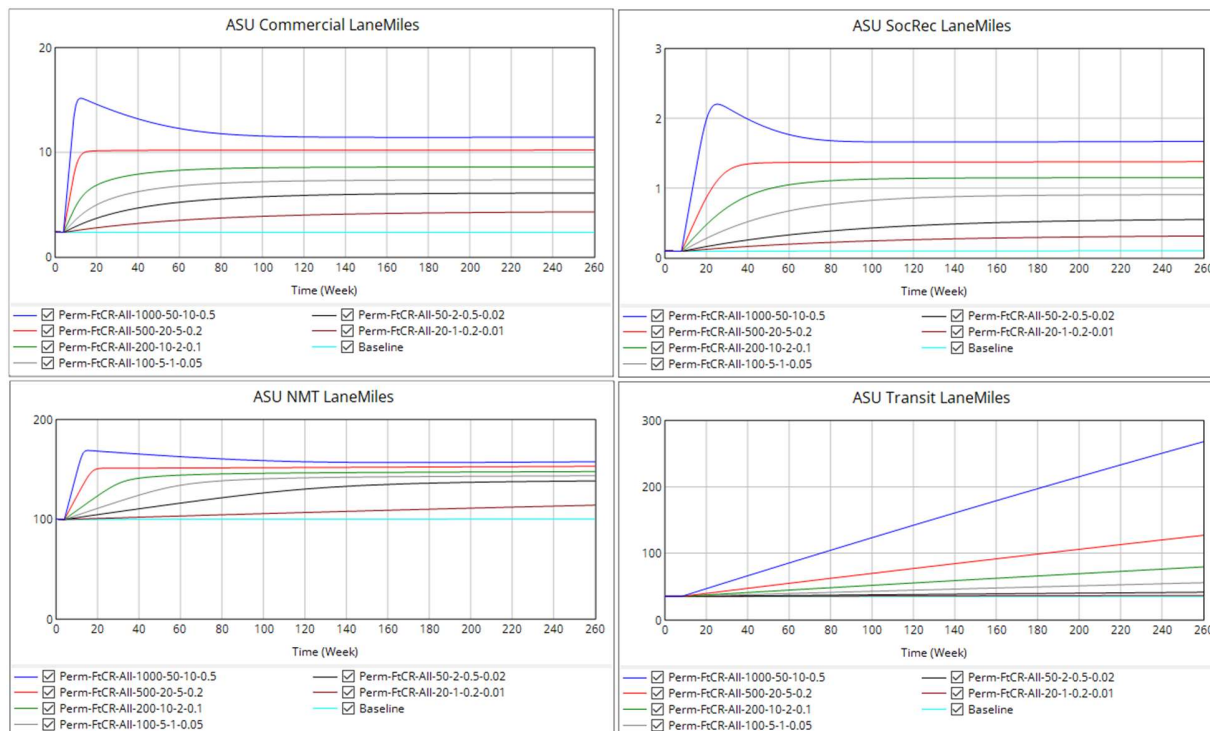 ASU Commercial LaneMiles
20
10
0
0 20 40 60 80 100 120 140 160 180 200 220 240 260
Time (Week)
Perm-FtCR-All-1000-50-10-0.5
Perm-FtCR-All-500-20-5-0.2
Perm-FtCR-All-200-10-2-0.1
Perm-FtCR-All-100-5-1-0.05
Perm-FtCR-All-50-2-0.5-0.02
Perm-FtCR-All-20-1-0.2-0.01
Baseline
ASU SocRec LaneMiles
3
2
1
0
0 20 40 60 80 100 120 140 160 180 200 220 240 260
Time (Week)
Perm-FtCR-All-1000-50-10-0.5
Perm-FtCR-All-500-20-5-0.2
Perm-FtCR-All-200-10-2-0.1
Perm-FtCR-All-100-5-1-0.05
Perm-FtCR-All-50-2-0.5-0.02
Perm-FtCR-All-20-1-0.2-0.01
Baseline
ASU NMT LaneMiles
200
100
0
0 20 40 60 80 100 120 140 160 180 200 220 240 260
Time (Week)
Perm-FtCR-All-1000-50-10-0.5
Perm-FtCR-All-500-20-5-0.2
Perm-FtCR-All-200-10-2-0.1
Perm-FtCR-All-100-5-1-0.05
Perm-FtCR-All-50-2-0.5-0.02
Perm-FtCR-All-20-1-0.2-0.01
Baseline
ASU Transit LaneMiles
300
200
100
0
0 20 40 60 80 100 120 140 160 180 200 220 240 260
Time (Week)
Perm-FtCR-All-1000-50-10-0.5
Perm-FtCR-All-500-20-5-0.2
Perm-FtCR-All-200-10-2-0.1
Perm-FtCR-All-100-5-1-0.05
Perm-FtCR-All-50-2-0.5-0.02
Perm-FtCR-All-20-1-0.2-0.01
Baseline